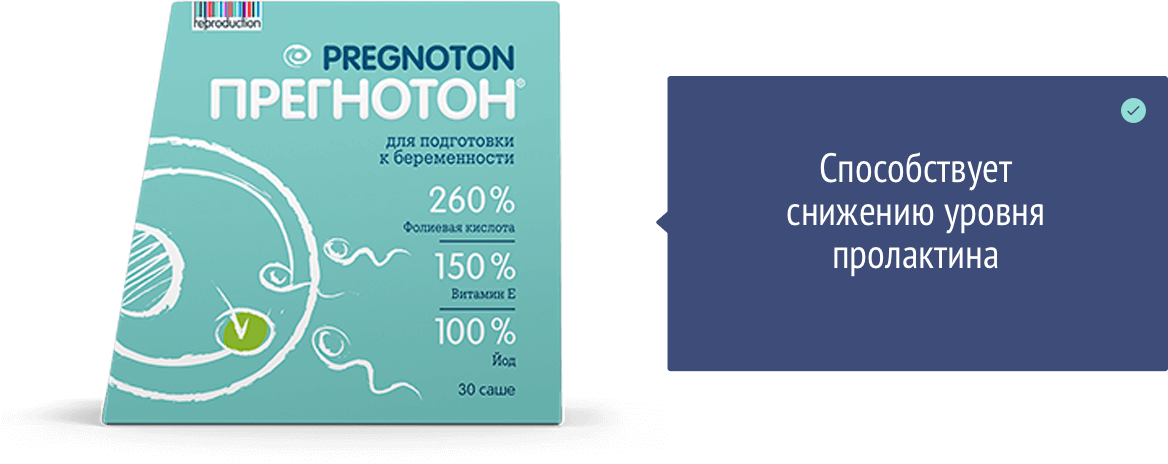 reproduction
PREGNOTON
ПРЕГНОТОН®
для подготовки
к беременности
260%
Фолиевая кислота
150%
Витамин Е
100%
Йод
30 саше
Способствует
снижению уровня
пролактина